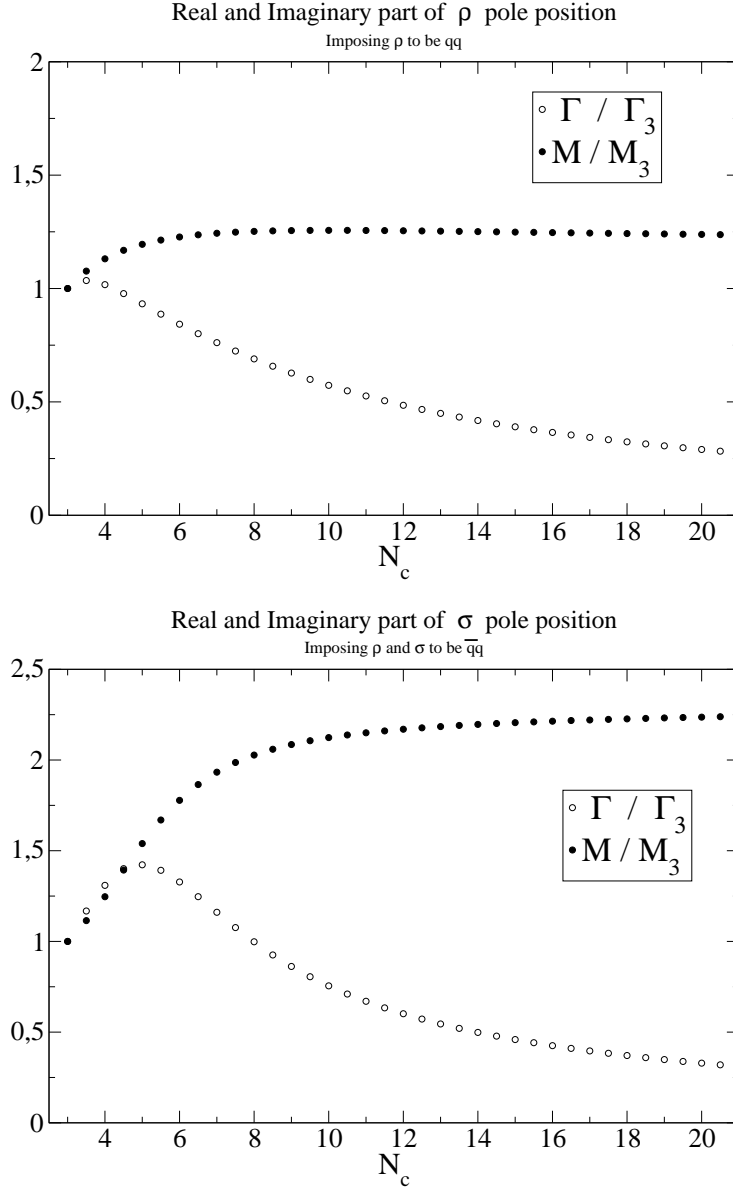 Real and Imaginary part of ρ pole position
Imposing ρ to be qq
2
1,5
1
0,5
0
Γ / Γ3
M / M3
4 6 8 10 12 14 16 18 20
Nc
Real and Imaginary part of σ pole position
Imposing ρ and σ to be q̅q
2,5
2
1,5
1
0,5
0
Γ / Γ3
M / M3
4 6 8 10 12 14 16 18 20
Nc